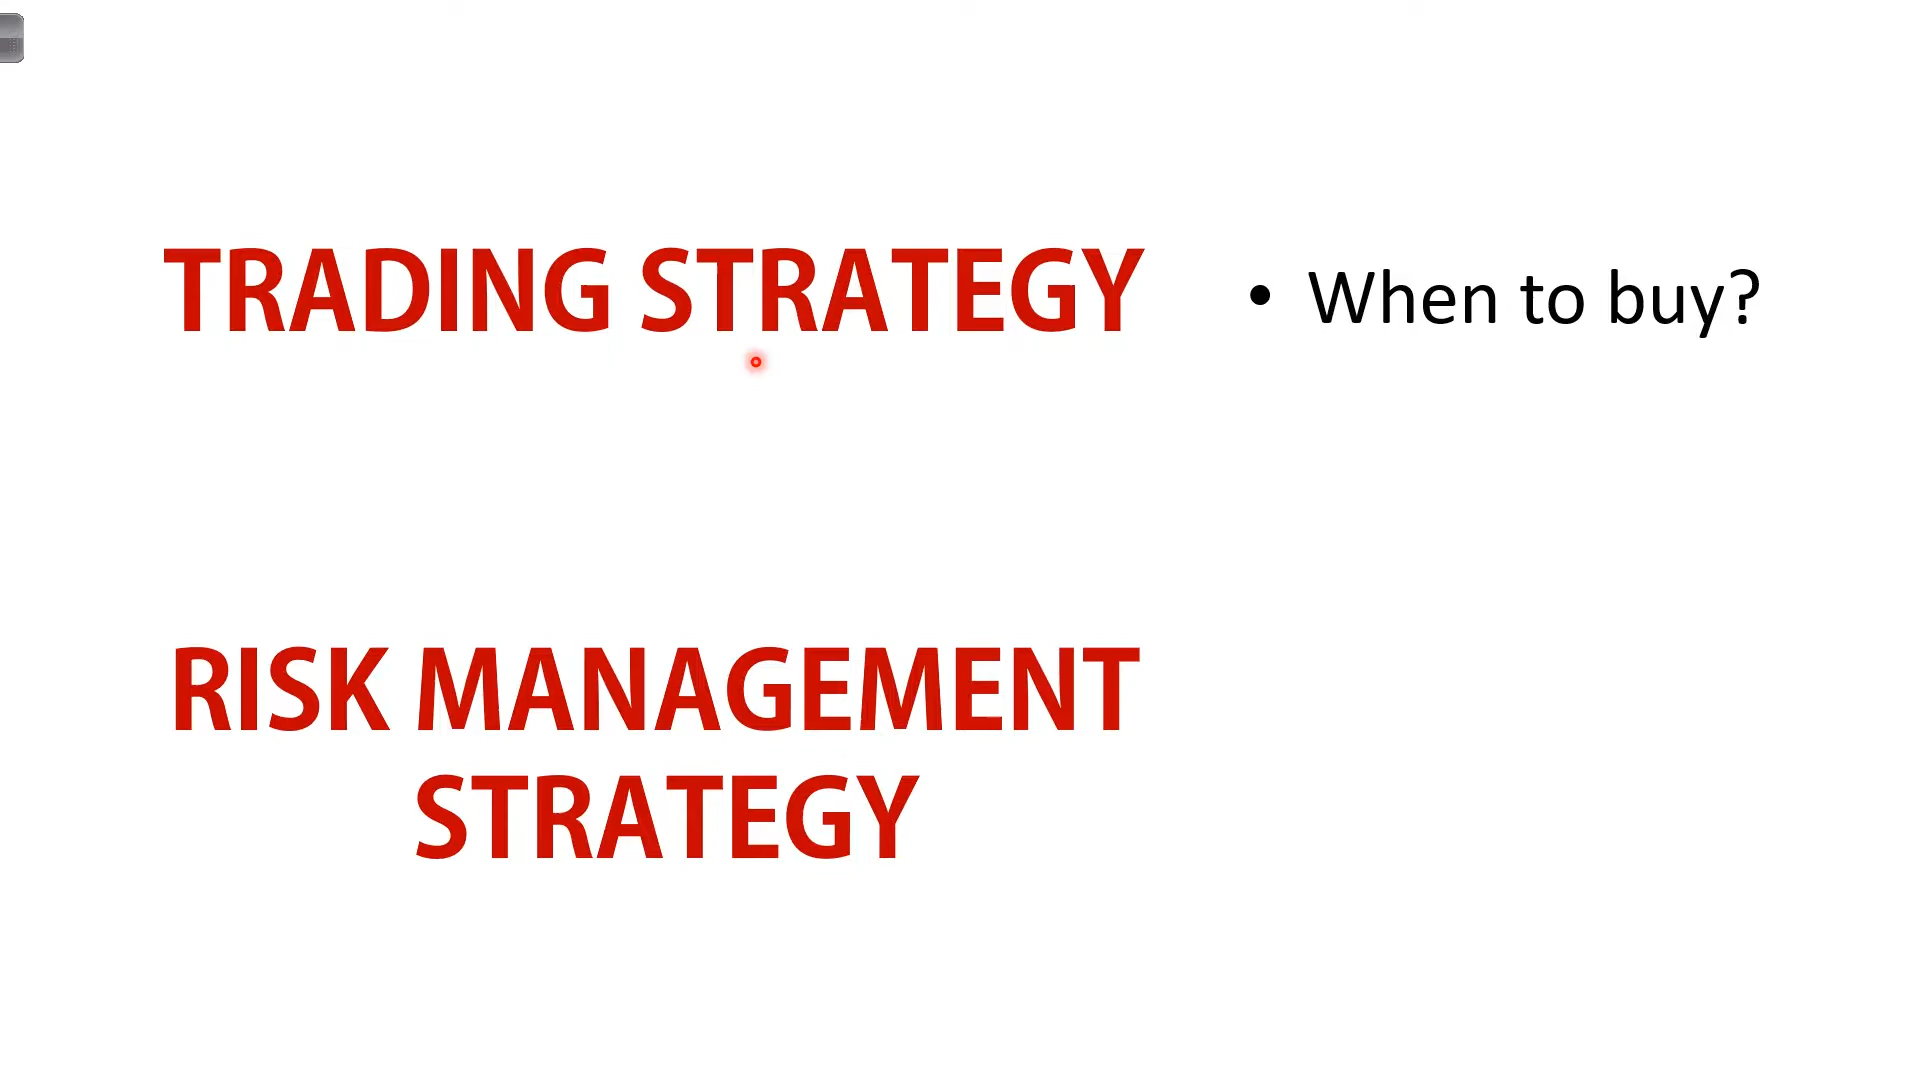 TRADING STRATEGY
• When to buy?
RISK MANAGEMENT
STRATEGY